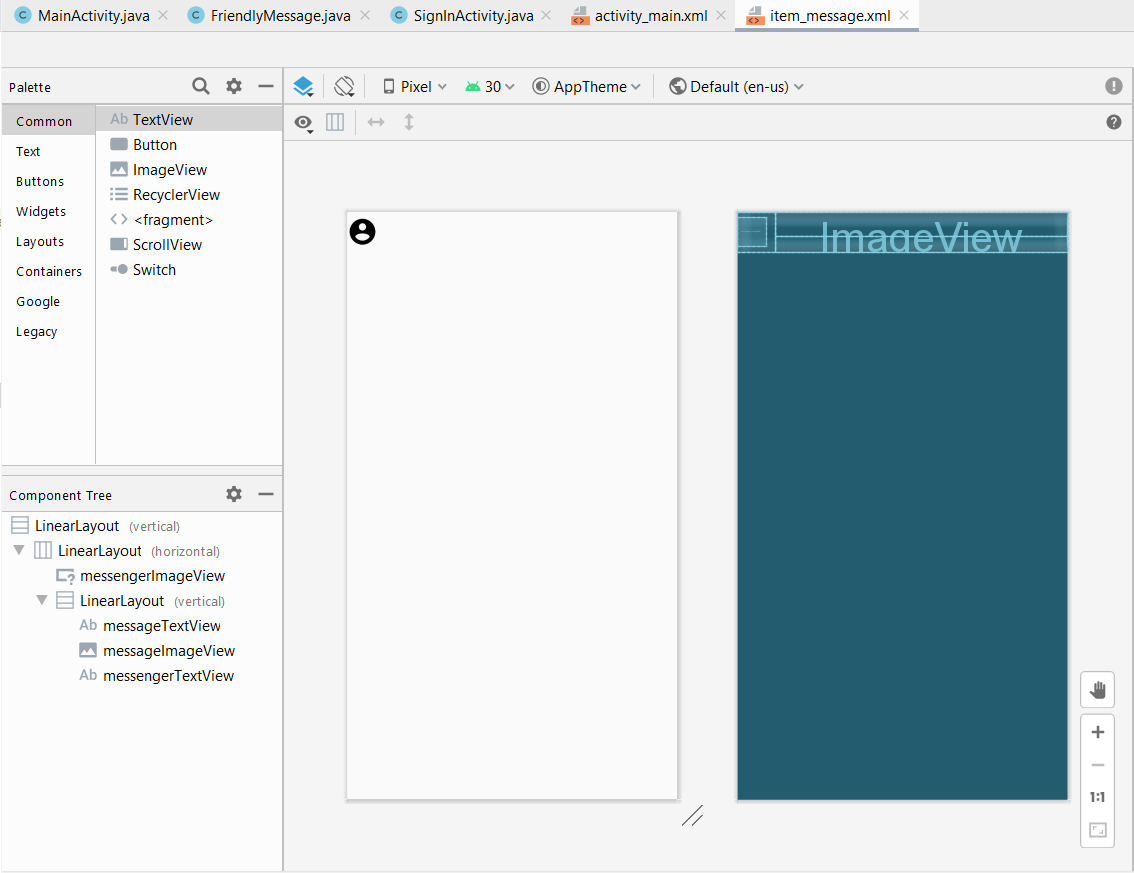 MainActivity.java FriendlyMessage.java SignInActivity.java activity_main.xml item_message.xml
Palette
Pixel 30 AppTheme Default (en-us)
Common
Text
Buttons
Widgets
Layouts
Containers
Google
Legacy
Ab TextView
Button
ImageView
RecyclerView
<fragment>
ScrollView
Switch
ImageView
Component Tree
LinearLayout (vertical)
LinearLayout (horizontal)
messengerImageView
LinearLayout (vertical)
Ab messageTextView
messageImageView
Ab messengerTextView
1:1